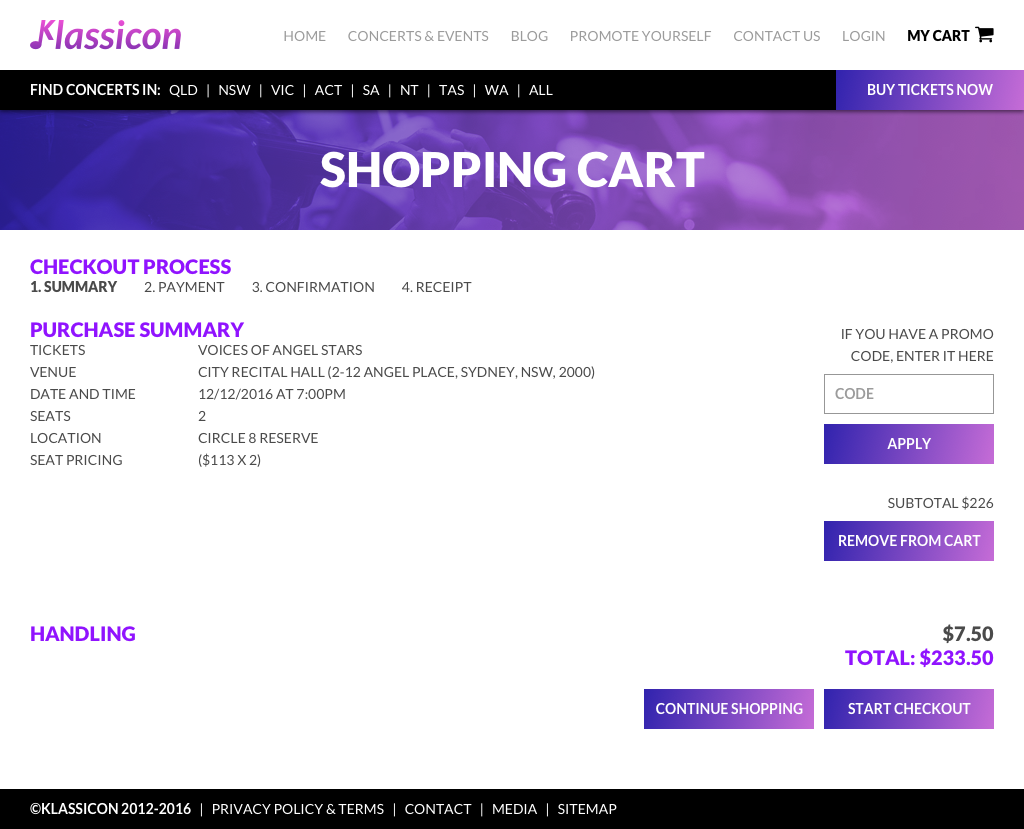 Klassicon
HOME CONCERTS & EVENTS BLOG PROMOTE YOURSELF CONTACT US LOGIN MY CART
FIND CONCERTS IN: QLD | NSW | VIC | ACT | SA | NT | TAS | WA | ALL
BUY TICKETS NOW
SHOPPING CART
CHECKOUT PROCESS
1. SUMMARY 2. PAYMENT 3. CONFIRMATION 4. RECEIPT
PURCHASE SUMMARY
TICKETS VOICES OF ANGEL STARS
VENUE CITY RECITAL HALL (2-12 ANGEL PLACE, SYDNEY, NSW, 2000)
DATE AND TIME 12/12/2016 AT 7:00PM
SEATS 2
LOCATION CIRCLE 8 RESERVE
SEAT PRICING ($113 X 2)
IF YOU HAVE A PROMO
CODE, ENTER IT HERE
CODE
APPLY
SUBTOTAL $226
REMOVE FROM CART
HANDLING $7.50
TOTAL: $233.50
CONTINUE SHOPPING START CHECKOUT
©KLASSICON 2012-2016 | PRIVACY POLICY & TERMS | CONTACT | MEDIA | SITEMAP